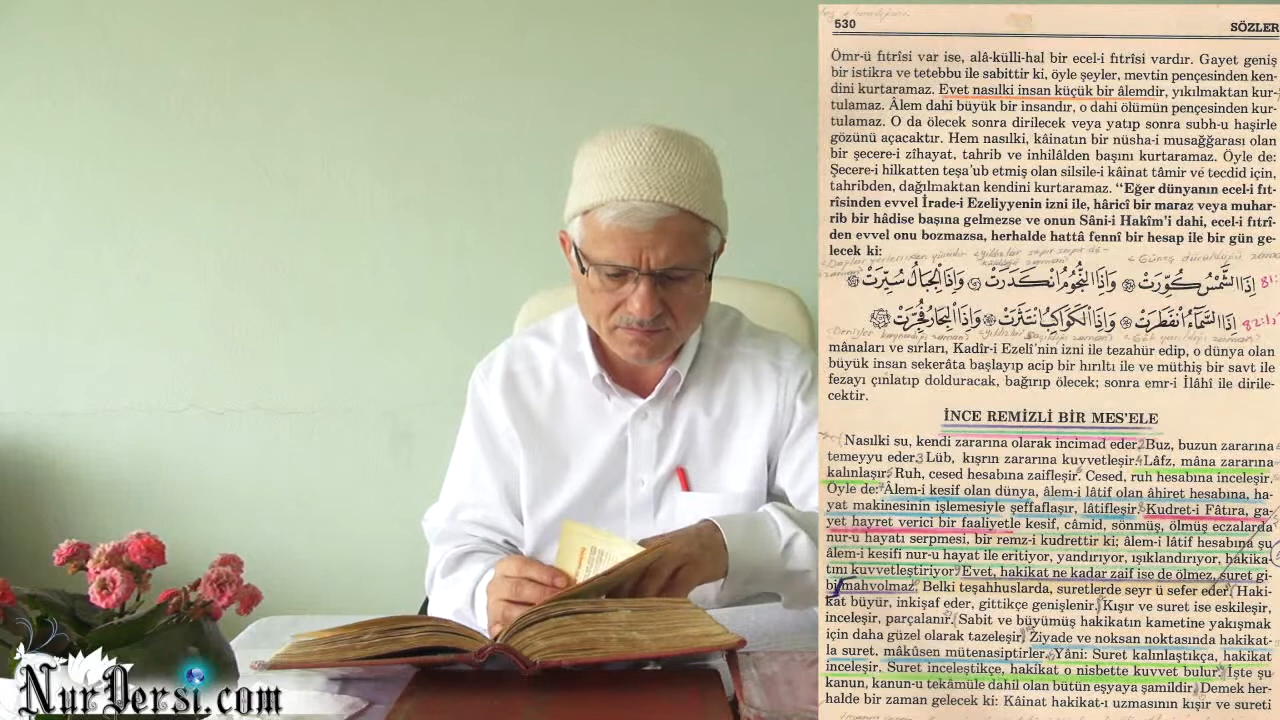 530 SÖZLER
Ömr-ü fıtrîsi var ise, alâ-külli-hal bir ecel-i fıtrîsi vardır. Gayet geniş
bir istikra ve tetebbu ile sabittir ki, öyle şeyler, mevtin pençesinden ken-
dini kurtaramaz. Evet nasılki insan küçük bir âlemdir, yıkılmaktan kur-
tulamaz. Âlem dahi büyük bir insandır, o dahi ölümün pençesinden kur-
tulamaz. O da ölecek sonra dirilecek veya yatıp sonra subh-u haşirle
gözünü açacaktır. Hem nasılki, kâinatın bir nüsha-i musağğarası olan
bir şecere-i zîhayat, tahrib ve inhilâlden başını kurtaramaz. Öyle de:
Şecere-i hilkatten teşa'ub etmiş olan silsile-i kâinat tâmir ve tecdid için,
tahribden, dağılmaktan kendini kurtaramaz. "Eğer dünyanın ecel-i fıt-
rîsinden evvel İrade-i Ezeliyyenin izni ile, hâricî bir maraz veya muhar-
rib bir hâdise başına gelmezse ve onun Sâni-i Hakîm'i dahi, ecel-i fıtrî-
den evvel onu bozmazsa, herhalde hattâ fennî bir hesap ile bir gün ge-
lecek ki:
اِذَا الشَّمْسُ كُوِّرَتْ وَاِذَا النُّجُومُ انْكَدَرَتْ وَاِذَا الْجِبَالُ سُيِّرَتْ
اِذَا السَّمَٓاءُ انْفَطَرَتْ وَاِذَا الْكَوَاكِبُ انْتَثَرَتْ وَاِذَا الْبِحَارُ فُجِّرَتْ
mânaları ve sırları, Kadîr-i Ezelî'nin izni ile tezahür edip, o dünya olan
büyük insan sekerâta başlayıp acip bir hırıltı ile ve müthiş bir savt ile
fezayı çınlatıp dolduracak, bağırıp ölecek; sonra emr-i İlâhî ile dirile-
cektir.
İNCE REMİZLİ BİR MES'ELE
Nasılki su, kendi zararına olarak incimad eder. Buz, buzun zararına
temeyyu eder. Lüb, kışrın zararına kuvvetleşir. Lâfz, mâna zararına
kalınlaşır. Ruh, cesed hesabına zaifleşir. Cesed, ruh hesabına inceleşir.
Öyle de: Âlem-i kesif olan dünya, âlem-i lâtif olan âhiret hesabına, ha-
yat makinesinin işlemesiyle şeffaflaşır, lâtifleşir. Kudret-i Fâtıra, ga-
yet hayret verici bir faaliyetle kesif, câmid, sönmüş, ölmüş eczalarda
nur-u hayatı serpmesi, bir remz-i kudrettir ki; âlem-i lâtif hesabına şu
âlem-i kesifi nur-u hayat ile eritiyor, yandırıyor, ışıklandırıyor, hakika-
tını kuvvetleştiriyor. Evet, hakikat ne kadar zaif ise de ölmez, suret gi-
bi mahvolmaz. Belki teşahhuslarda, suretlerde seyr ü sefer eder. Haki-
kat büyür, inkişaf eder, gittikçe genişlenir. Kışır ve suret ise eskileşir,
inceleşir, parçalanır. Sabit ve büyümüş hakikatın kametine yakışmak
için daha güzel olarak tazeleşir. Ziyade ve noksan noktasında hakikat-
la suret, mâkûsen mütenasiptirler. Yâni: Suret kalınlaştıkça, hakikat
inceleşir. Suret inceleştikçe, hakikat o nisbette kuvvet bulur. İşte şu
kanun, kanun-u tekâmüle dahil olan bütün eşyaya şamildir. Demek her-
halde bir zaman gelecek ki: Kâinat hakikat-ı uzmasının kışır ve sureti
NurDersi.com